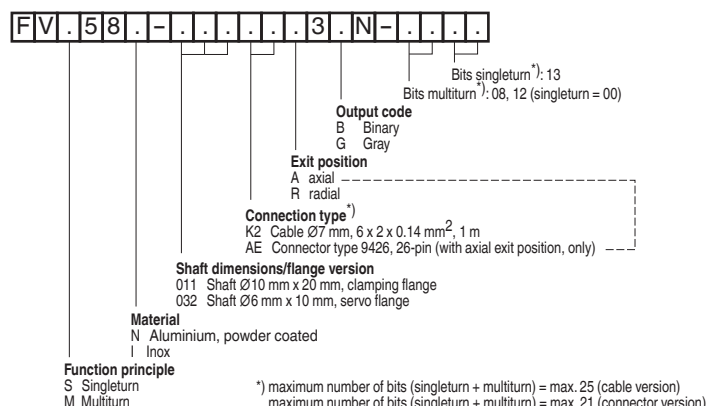 FV.58.-......3.N-....
Bits singleturn*): 13
Bits multiturn*): 08, 12 (singleturn = 00)
Output code
B Binary
G Gray
Exit position
A axial
R radial
Connection type*)
K2 Cable Ø7 mm, 6 x 2 x 0.14 mm², 1 m
AE Connector type 9426, 26-pin (with axial exit position, only)
Shaft dimensions/flange version
011 Shaft Ø10 mm x 20 mm, clamping flange
032 Shaft Ø6 mm x 10 mm, servo flange
Material
N Aluminium, powder coated
I Inox
Function principle
S Singleturn
M Multiturn
*) maximum number of bits (singleturn + multiturn) = max. 25 (cable version)
maximum number of bits (singleturn + multiturn) = max. 21 (connector version)